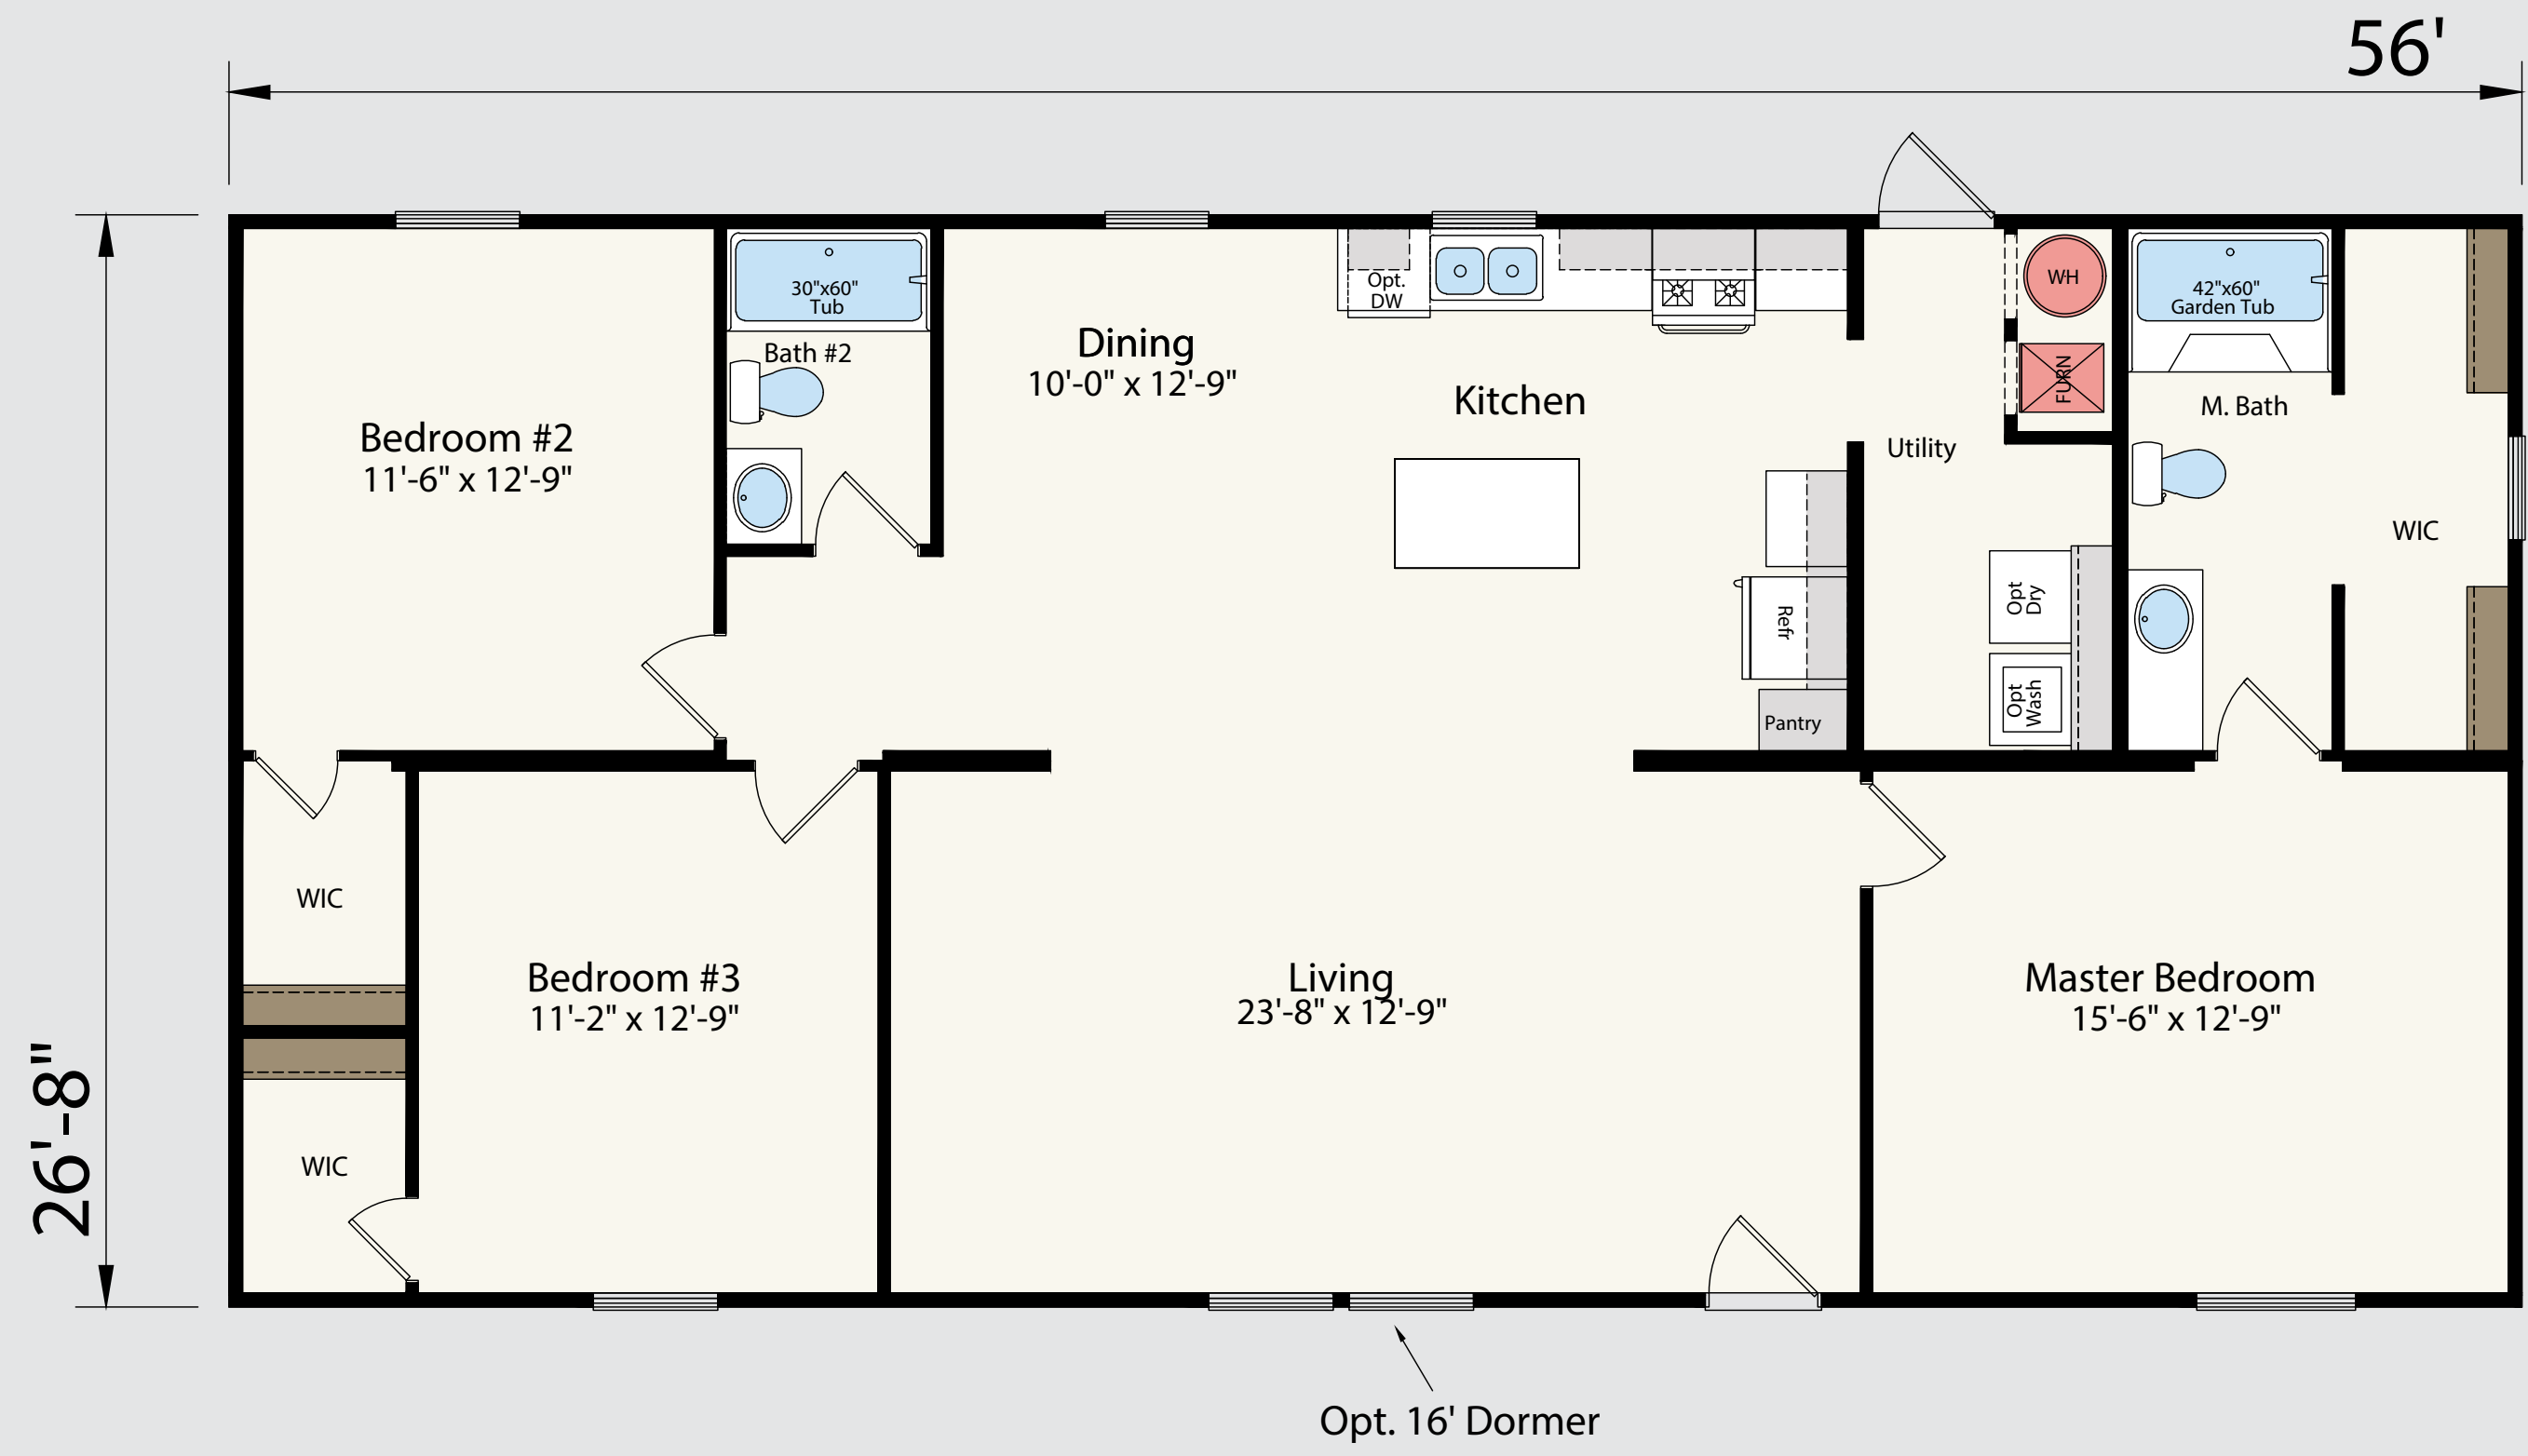 56'
26'-8"
Bedroom #2
11'-6" x 12'-9"
30"x60"
Tub
Bath #2
Dining
10'-0" x 12'-9"
Opt.
DW
Kitchen
Refr
Pantry
Utility
WH
FURN
Opt
Dry
Opt
Wash
42"x60"
Garden Tub
M. Bath
WIC
WIC
WIC
Bedroom #3
11'-2" x 12'-9"
Living
23'-8" x 12'-9"
Master Bedroom
15'-6" x 12'-9"
Opt. 16' Dormer